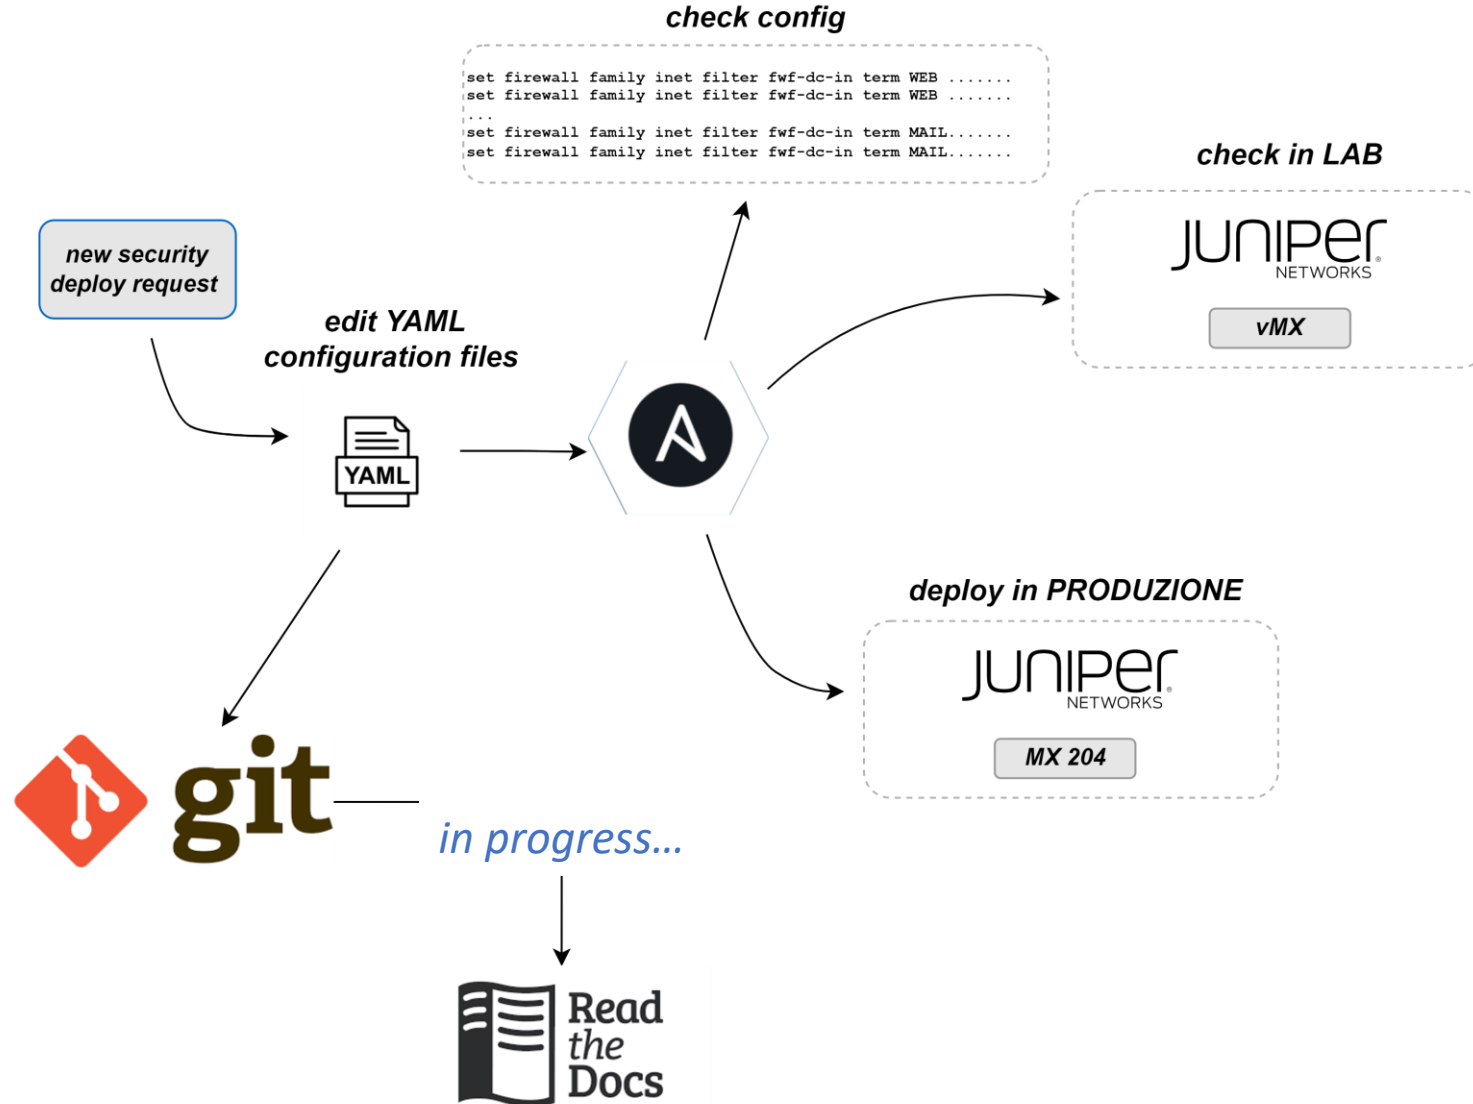 check config
set firewall family inet filter fwf-dc-in term WEB .......
set firewall family inet filter fwf-dc-in term WEB .......
...
set firewall family inet filter fwf-dc-in term MAIL.......
set firewall family inet filter fwf-dc-in term MAIL.......
check in LAB
JUNIPEr
NETWORKS
vMX
new security
deploy request
edit YAML
configuration files
YAML
A
deploy in PRODUZIONE
JUNIPEr
NETWORKS
MX 204
git
in progress...
Read
the
Docs